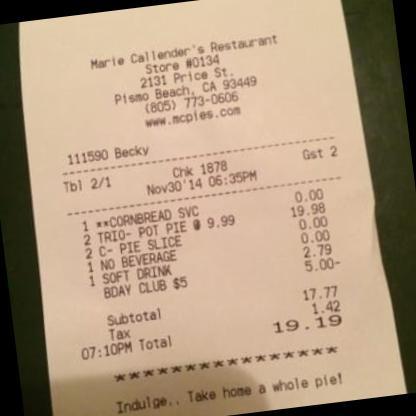 Marie Callender's Restaurant
Store #0134
2131 Price St.
Pismo Beach, CA 93449
(805) 773-0606
www.mcpies.com
111590 Becky
Tbl 2/1 Chk 1878 Gst 2
Nov30'14 06:35PM
1 **CORNBREAD SVC 0.00
2 TRIO- POT PIE @ 9.99 19.98
2 C- PIE SLICE 0.00
1 NO BEVERAGE 0.00
1 SOFT DRINK 2.79
BDAY CLUB $5 5.00-
Subtotal 17.77
Tax 1.42
07:10PM Total 19.19
****************
Indulge.. Take home a whole pie!